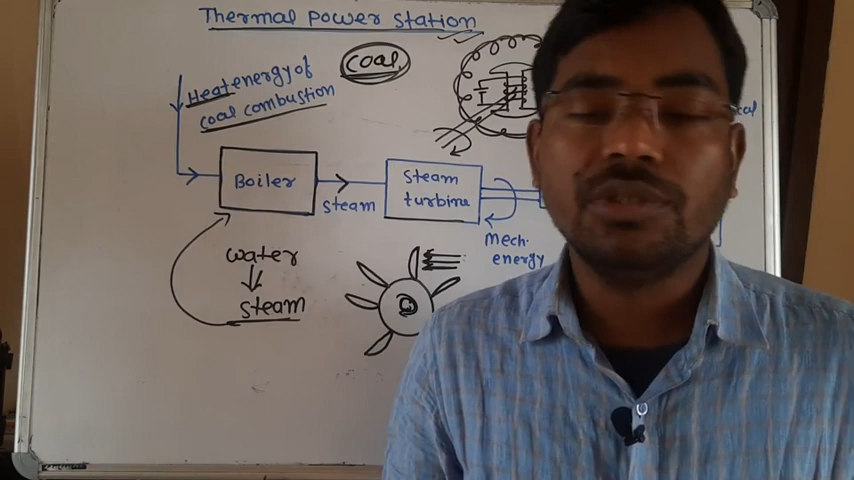 Thermal Power Station
coal
Heat energy of
coal combustion
Boiler
steam
Steam
turbine
Mech.
energy
water
steam